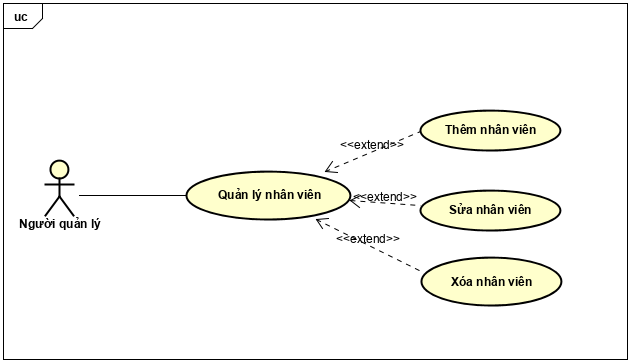 uc
Thêm nhân viên
<<extend>>
Quản lý nhân viên
<<extend>>
Sửa nhân viên
Người quản lý
<<extend>>
Xóa nhân viên